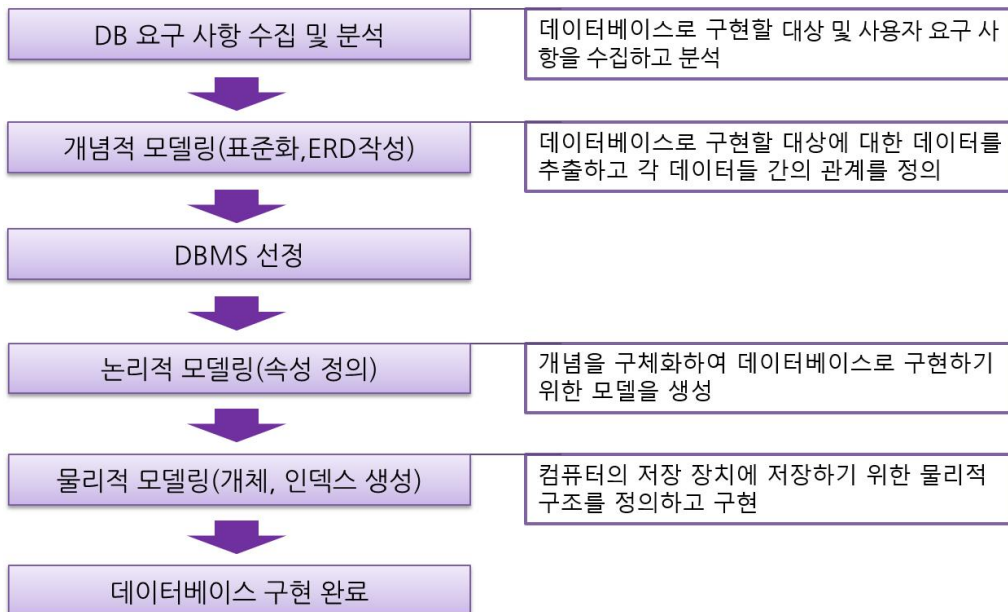 DB 요구 사항 수집 및 분석
데이터베이스로 구현할 대상 및 사용자 요구 사
항을 수집하고 분석
개념적 모델링(표준화,ERD작성)
데이터베이스로 구현할 대상에 대한 데이터를
추출하고 각 데이터들 간의 관계를 정의
DBMS 선정
논리적 모델링(속성 정의)
개념을 구체화하여 데이터베이스로 구현하기
위한 모델을 생성
물리적 모델링(개체, 인덱스 생성)
컴퓨터의 저장 장치에 저장하기 위한 물리적
구조를 정의하고 구현
데이터베이스 구현 완료